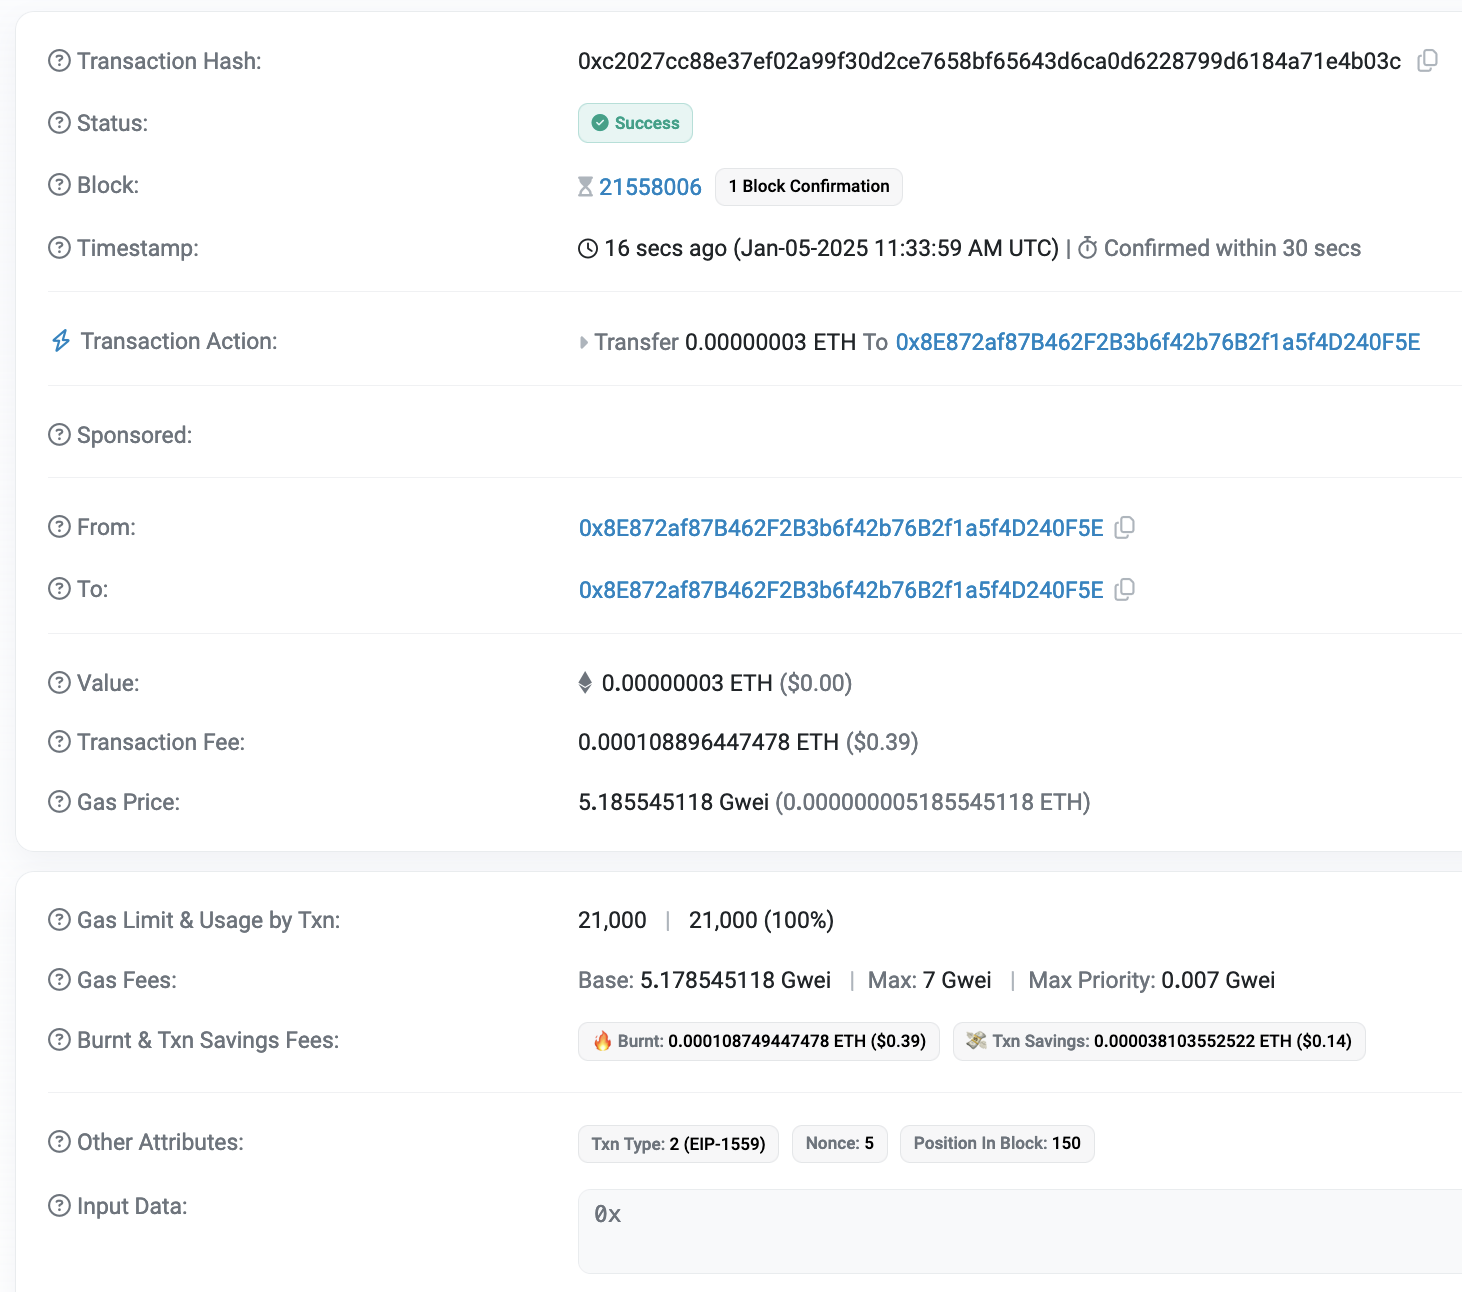 Transaction Hash: 0xc2027cc88e37ef02a99f30d2ce7658bf65643d6ca0d6228799d6184a71e4b03c
Status: Success
Block: 21558006 1 Block Confirmation
Timestamp: 16 secs ago (Jan-05-2025 11:33:59 AM UTC) | Confirmed within 30 secs
Transaction Action: Transfer 0.00000003 ETH To 0x8E872af87B462F2B3b6f42b76B2f1a5f4D240F5E
Sponsored:
From: 0x8E872af87B462F2B3b6f42b76B2f1a5f4D240F5E
To: 0x8E872af87B462F2B3b6f42b76B2f1a5f4D240F5E
Value: 0.00000003 ETH ($0.00)
Transaction Fee: 0.000108896447478 ETH ($0.39)
Gas Price: 5.185545118 Gwei (0.000000005185545118 ETH)
Gas Limit & Usage by Txn: 21,000 | 21,000 (100%)
Gas Fees: Base: 5.178545118 Gwei | Max: 7 Gwei | Max Priority: 0.007 Gwei
Burnt & Txn Savings Fees: 🔥 Burnt: 0.000108749447478 ETH ($0.39) 💸 Txn Savings: 0.000038103552522 ETH ($0.14)
Other Attributes: Txn Type: 2 (EIP-1559) Nonce: 5 Position In Block: 150
Input Data: 0x